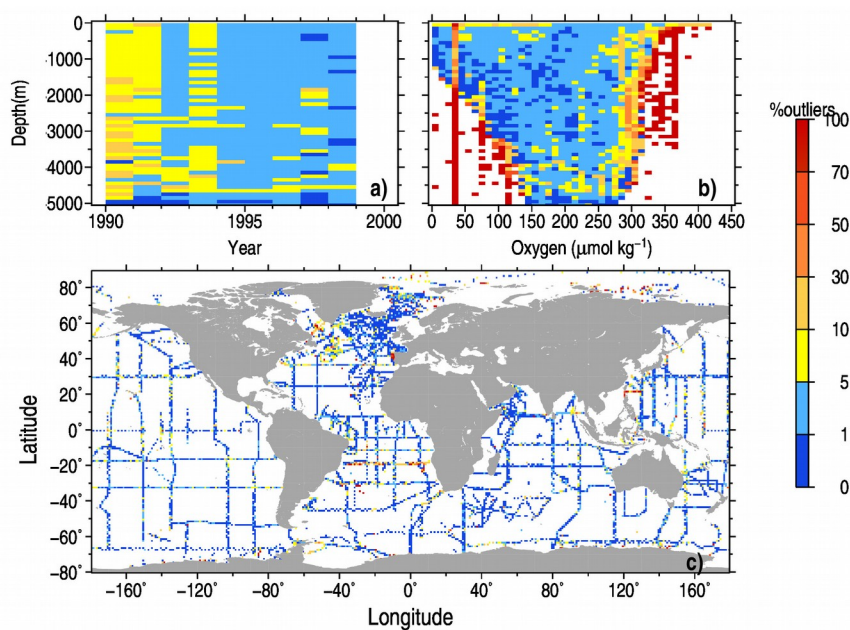 0
-1000
-2000
-3000
-4000
-5000
Depth(m)
1990 1995 2000
Year
a)
0 50 100 150 200 250 300 350 400 450
Oxygen (μmol kg⁻¹)
b)
%outliers
100
70
50
30
10
5
1
0
80°
60°
40°
20°
0°
−20°
−40°
−60°
−80°
Latitude
−160° −120° −80° −40° 0° 40° 80° 120° 160°
Longitude
c)